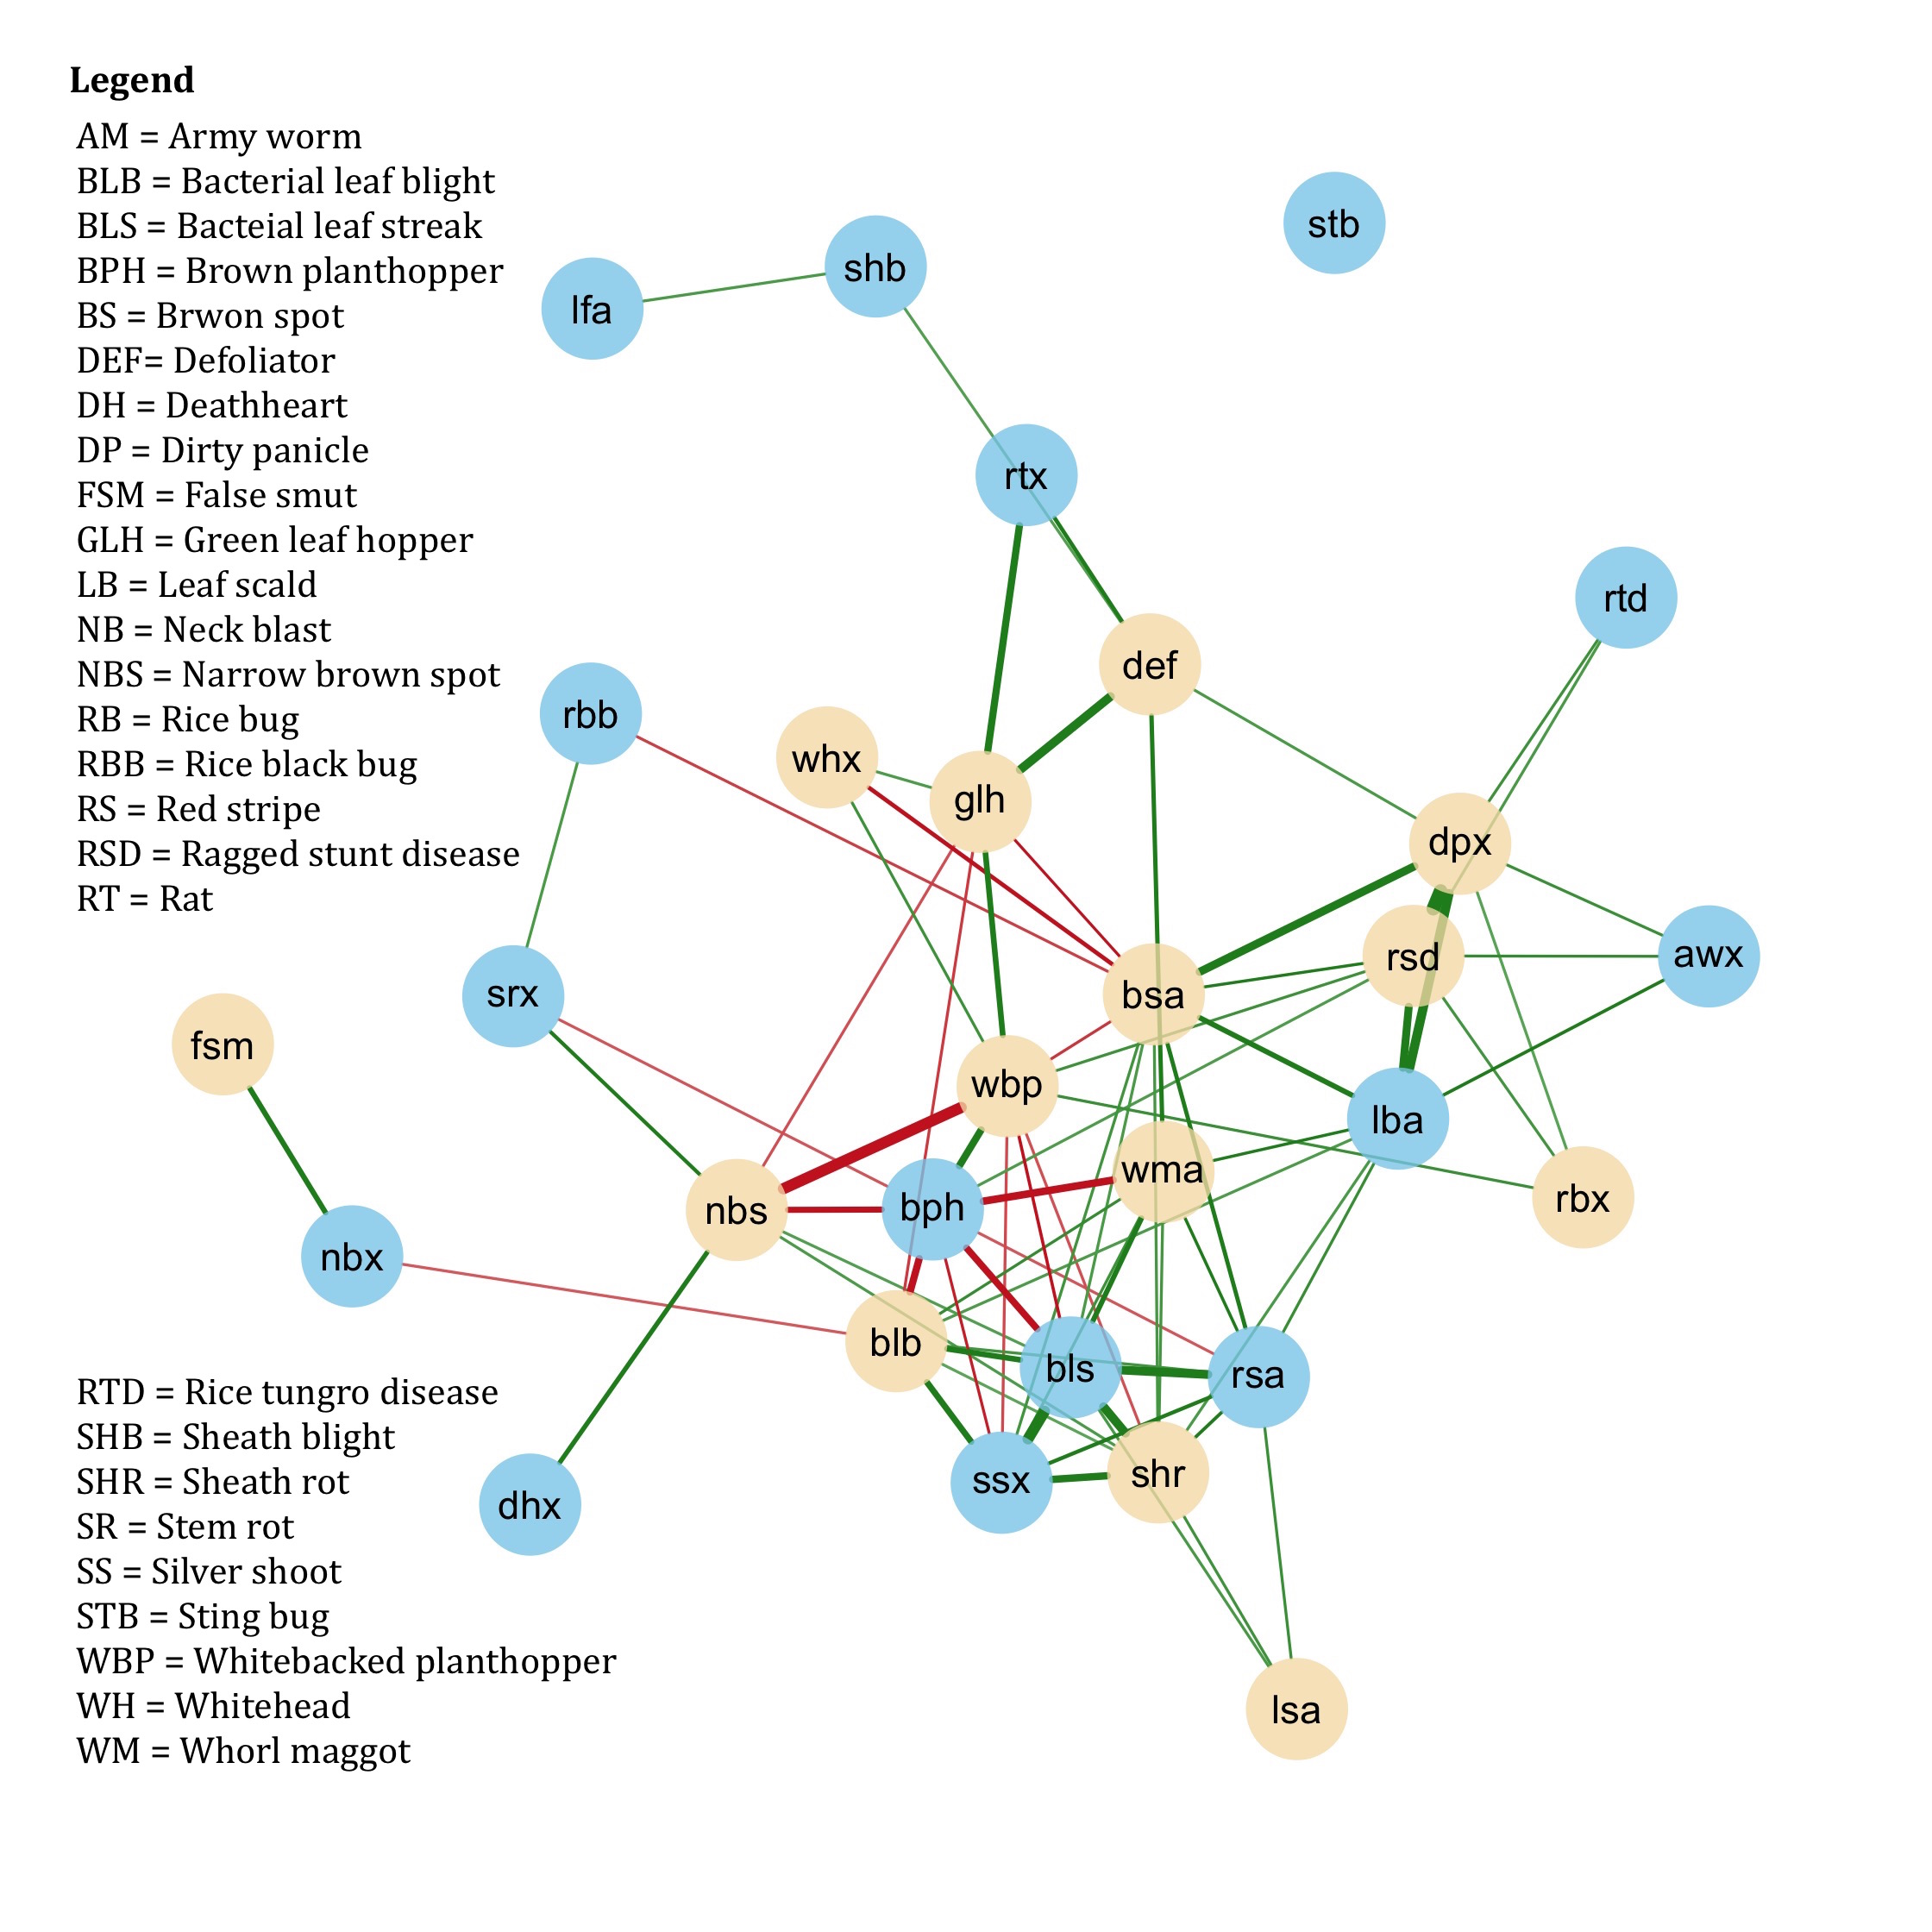 Legend
AM = Army worm
BLB = Bacterial leaf blight
BLS = Bacteial leaf streak
BPH = Brown planthopper
BS = Brwon spot
DEF= Defoliator
DH = Deathheart
DP = Dirty panicle
FSM = False smut
GLH = Green leaf hopper
LB = Leaf scald
NB = Neck blast
NBS = Narrow brown spot
RB = Rice bug
RBB = Rice black bug
RS = Red stripe
RSD = Ragged stunt disease
RT = Rat
RTD = Rice tungro disease
SHB = Sheath blight
SHR = Sheath rot
SR = Stem rot
SS = Silver shoot
STB = Sting bug
WBP = Whitebacked planthopper
WH = Whitehead
WM = Whorl maggot
stb
shb
lfa
rtx
rtd
def
rbb
whx
glh
dpx
rsd
awx
srx
bsa
fsm
wbp
lba
wma
rbx
nbs
bph
nbx
blb
bls
rsa
shr
ssx
dhx
lsa